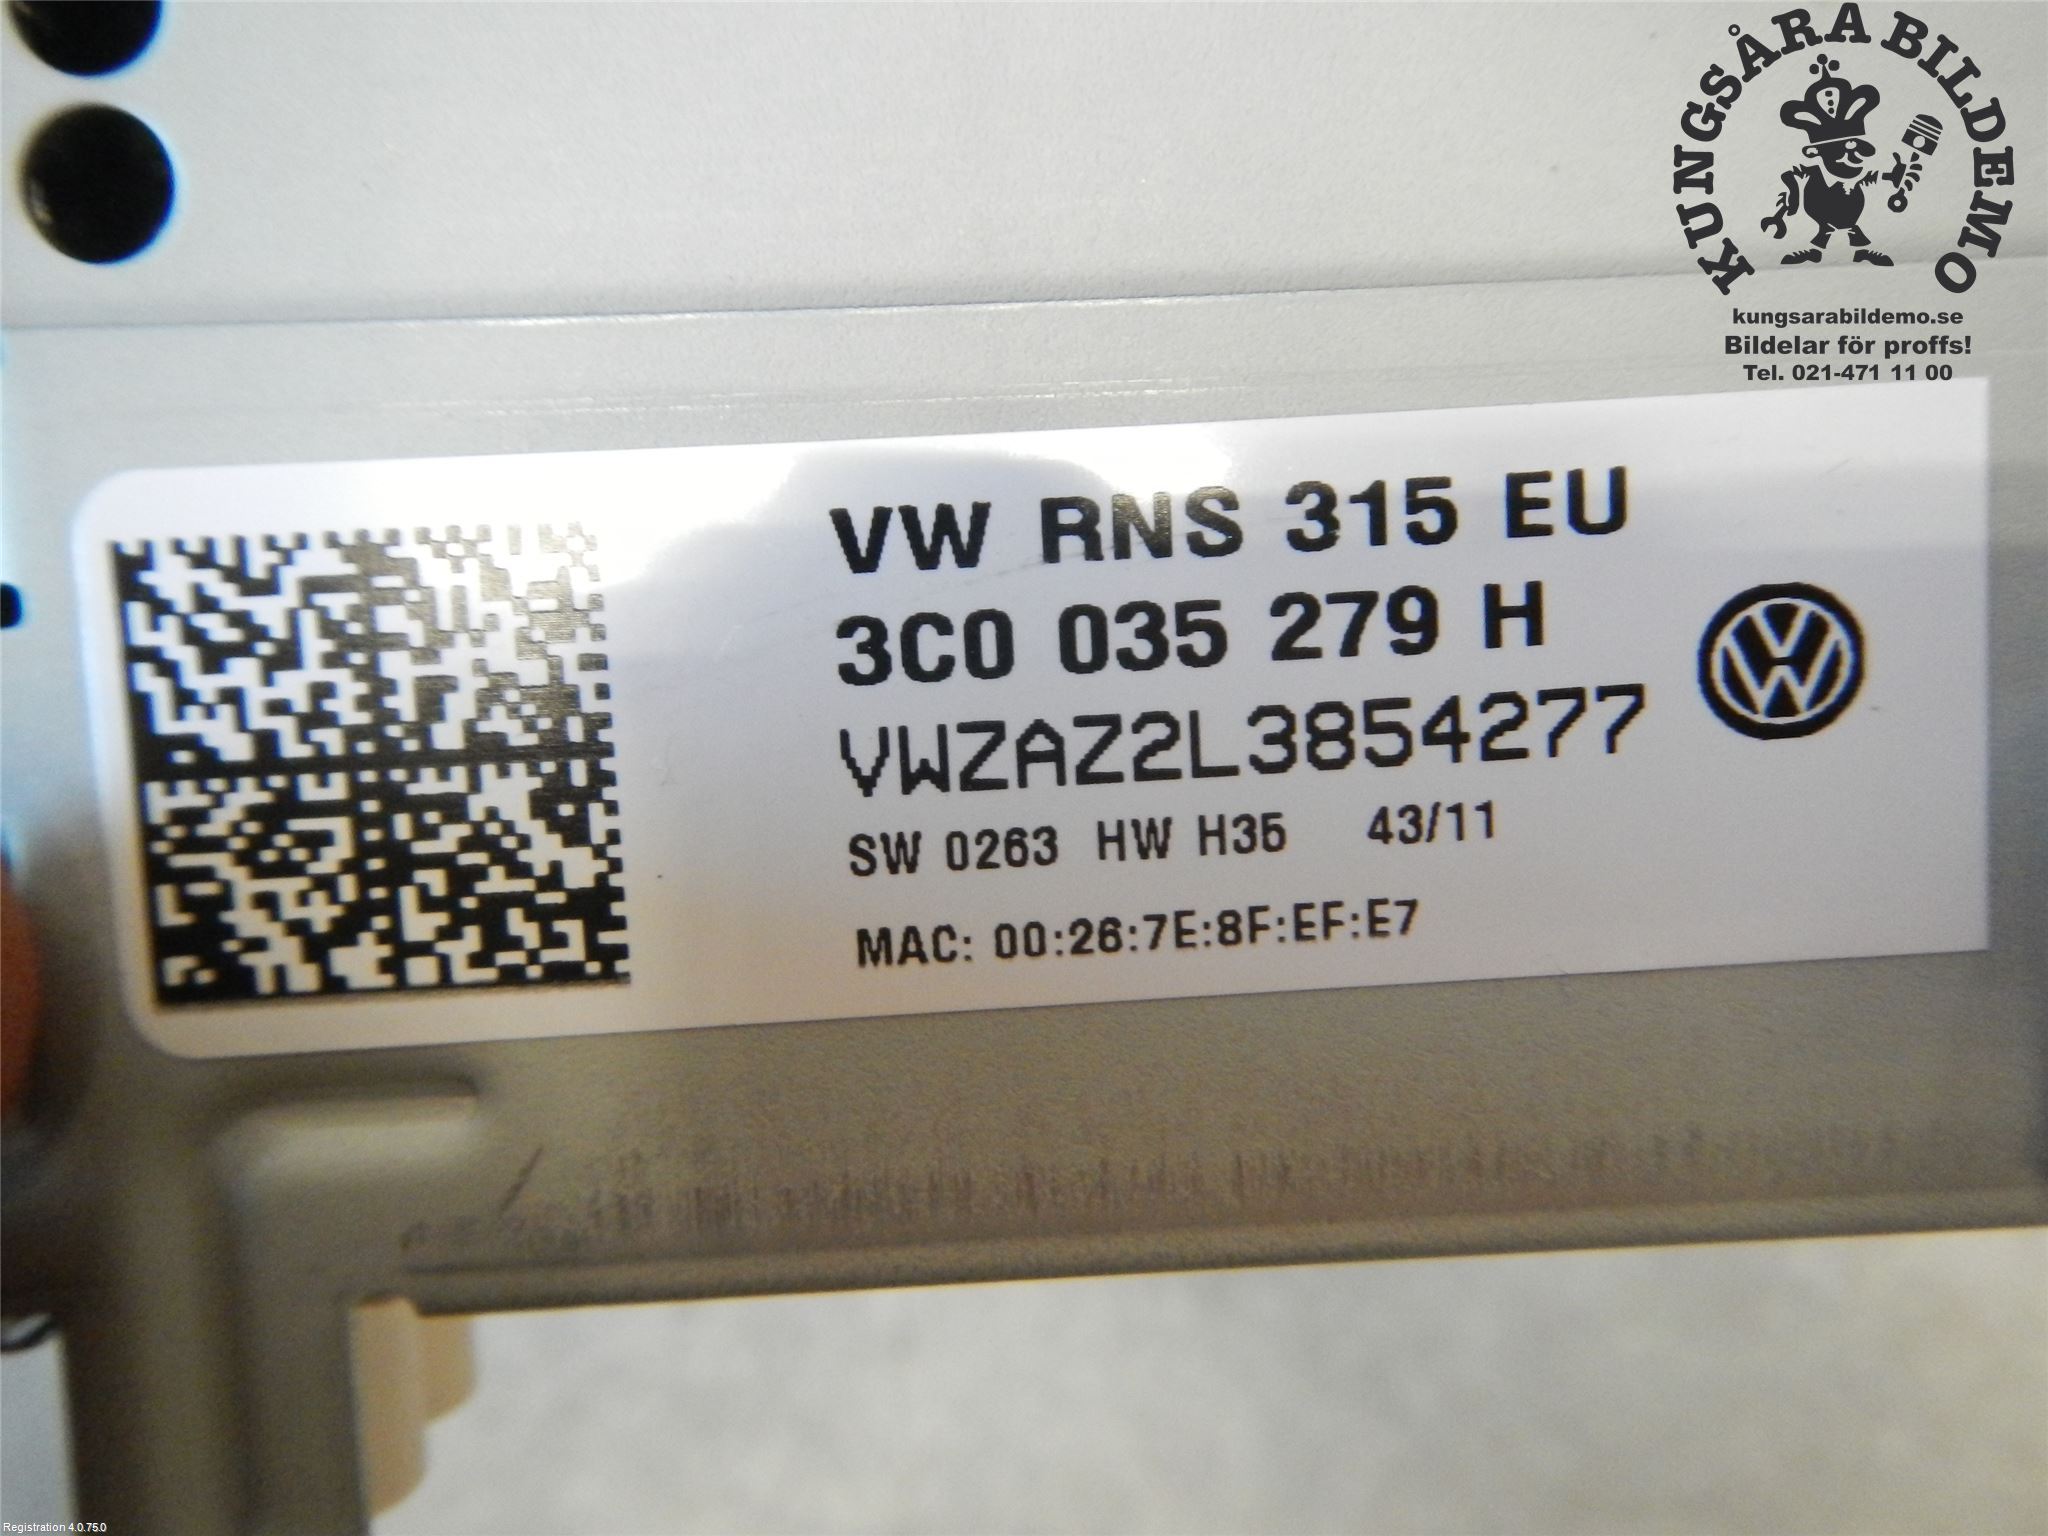 KUNGSÅRA BILDEMO
kungsarabildemo.se
Bildelar för proffs!
Tel. 021-471 11 00
VW RNS 315 EU
3C0 035 279 H
VWZAZ2L3854277
SW 0263 HW H35 43/11
MAC: 00:26:7E:8F:EF:E7
Registration 4.0.75.0